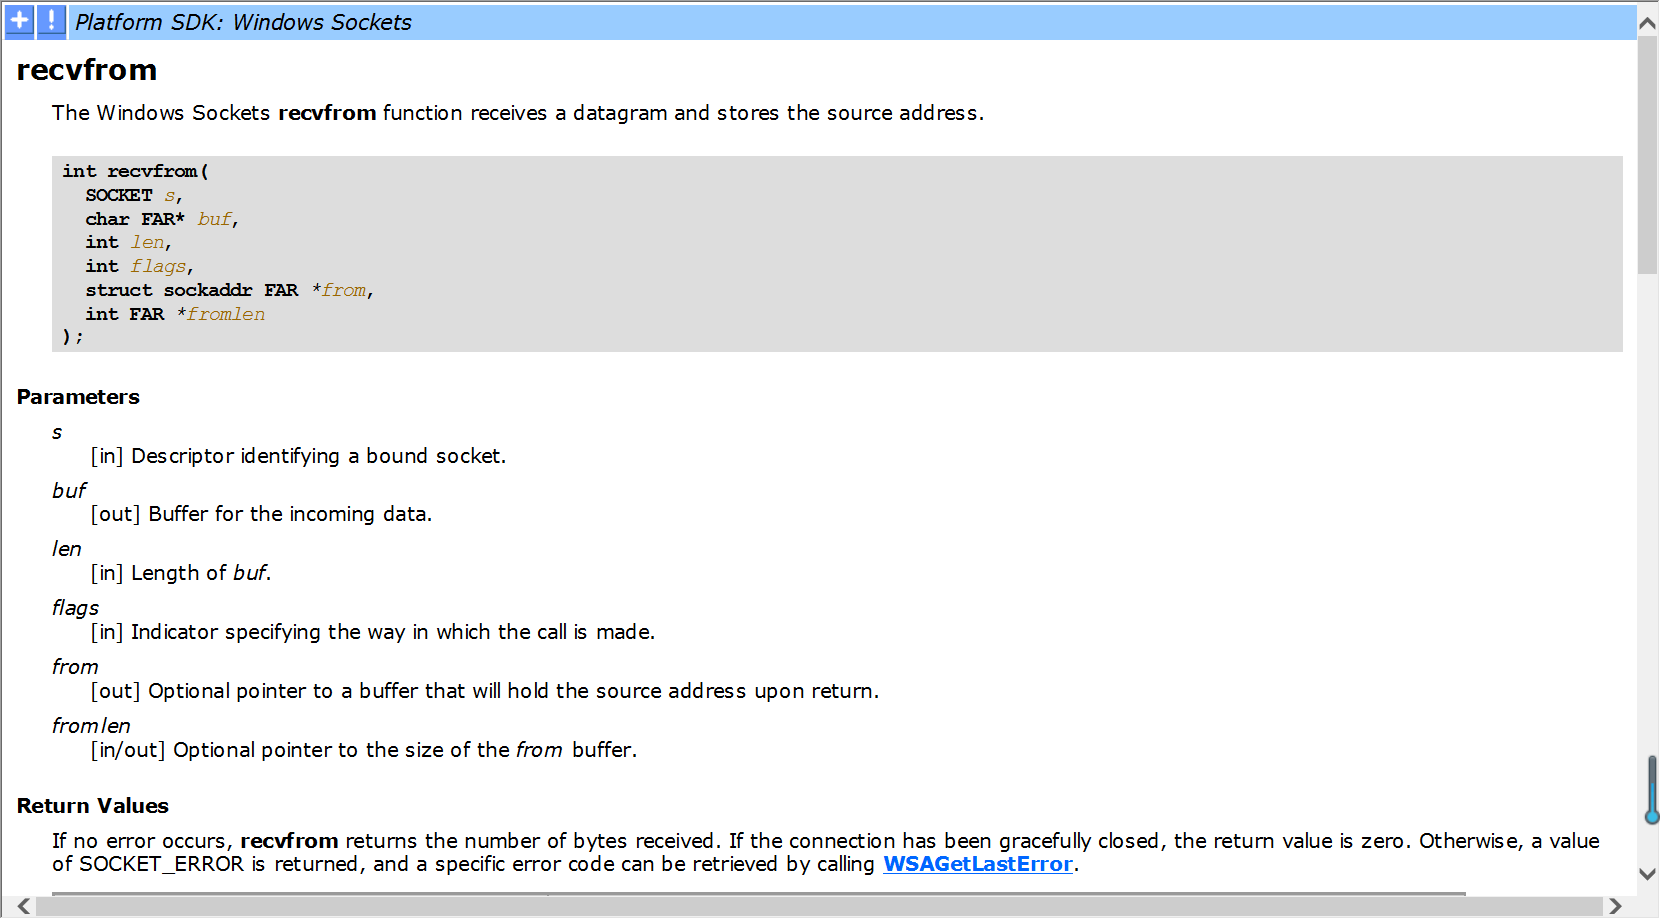 Platform SDK: Windows Sockets
recvfrom
The Windows Sockets recvfrom function receives a datagram and stores the source address.
int recvfrom(
  SOCKET s,
  char FAR* buf,
  int len,
  int flags,
  struct sockaddr FAR *from,
  int FAR *fromlen
);
Parameters
s
[in] Descriptor identifying a bound socket.
buf
[out] Buffer for the incoming data.
len
[in] Length of buf.
flags
[in] Indicator specifying the way in which the call is made.
from
[out] Optional pointer to a buffer that will hold the source address upon return.
fromlen
[in/out] Optional pointer to the size of the from buffer.
Return Values
If no error occurs, recvfrom returns the number of bytes received. If the connection has been gracefully closed, the return value is zero. Otherwise, a value
of SOCKET_ERROR is returned, and a specific error code can be retrieved by calling WSAGetLastError.